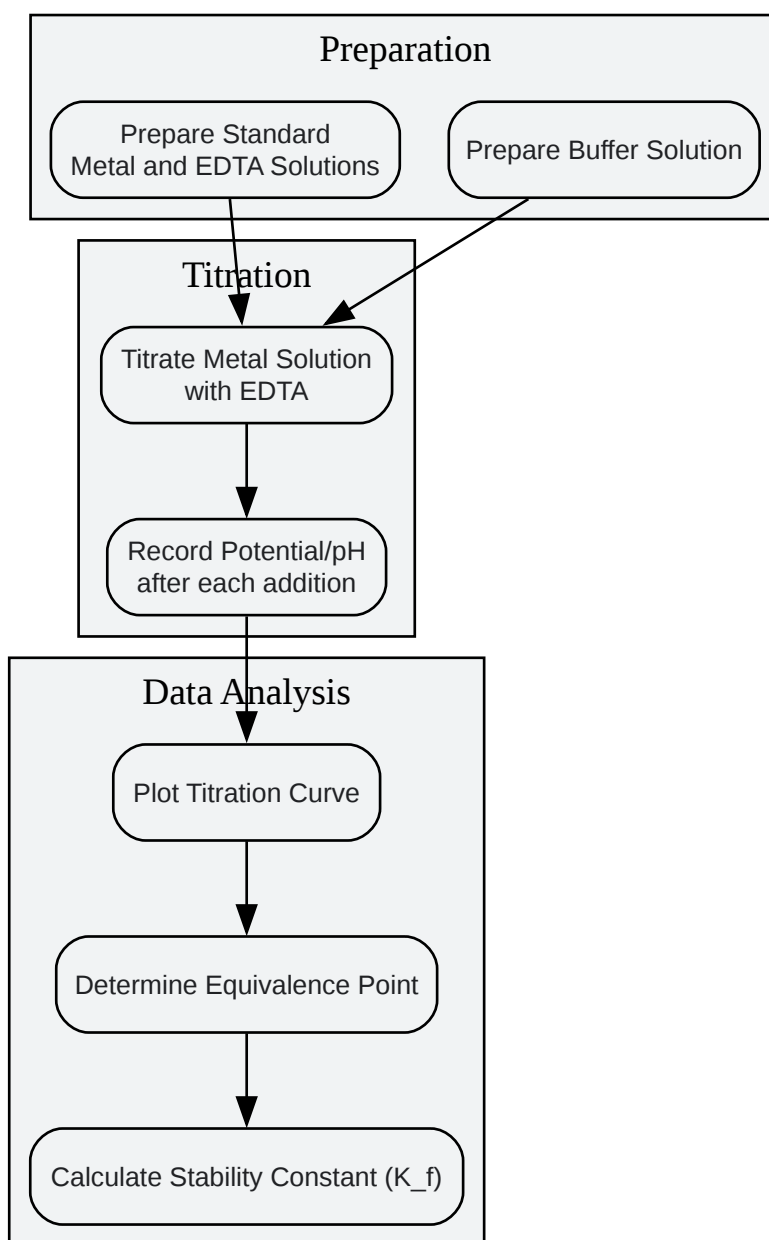 Preparation
Prepare Standard
Metal and EDTA Solutions
Prepare Buffer Solution
Titration
Titrate Metal Solution
with EDTA
Record Potential/pH
after each addition
Data Analysis
Plot Titration Curve
Determine Equivalence Point
Calculate Stability Constant (K_f)